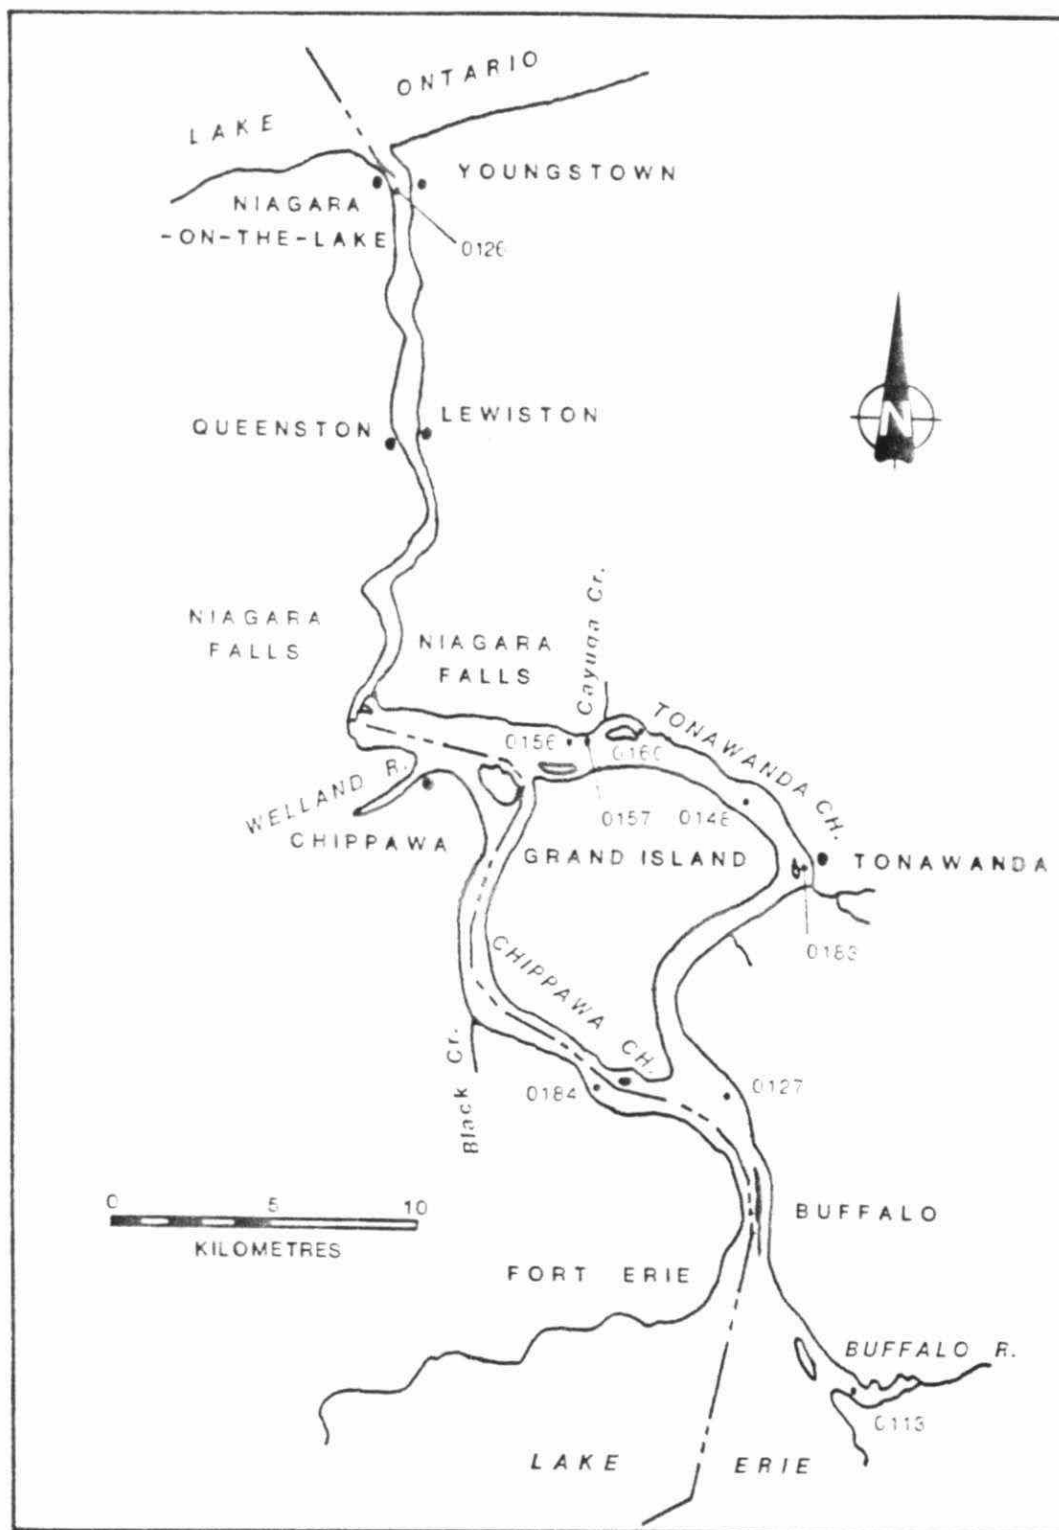 LAKE ONTARIO
YOUNGSTOWN
NIAGARA
-ON-THE-LAKE
0126
N
QUEENSTON
LEWISTON
NIAGARA
FALLS
NIAGARA
FALLS
Cayuga Cr.
TONAWANDA CH.
0156
0160
WELLAND R.
CHIPPAWA
0157
0148
GRAND ISLAND
TONAWANDA
0183
CHIPPAWA CH.
Black Cr.
0184
0127
0 5 10
KILOMETRES
BUFFALO
FORT ERIE
BUFFALO R.
0113
LAKE ERIE